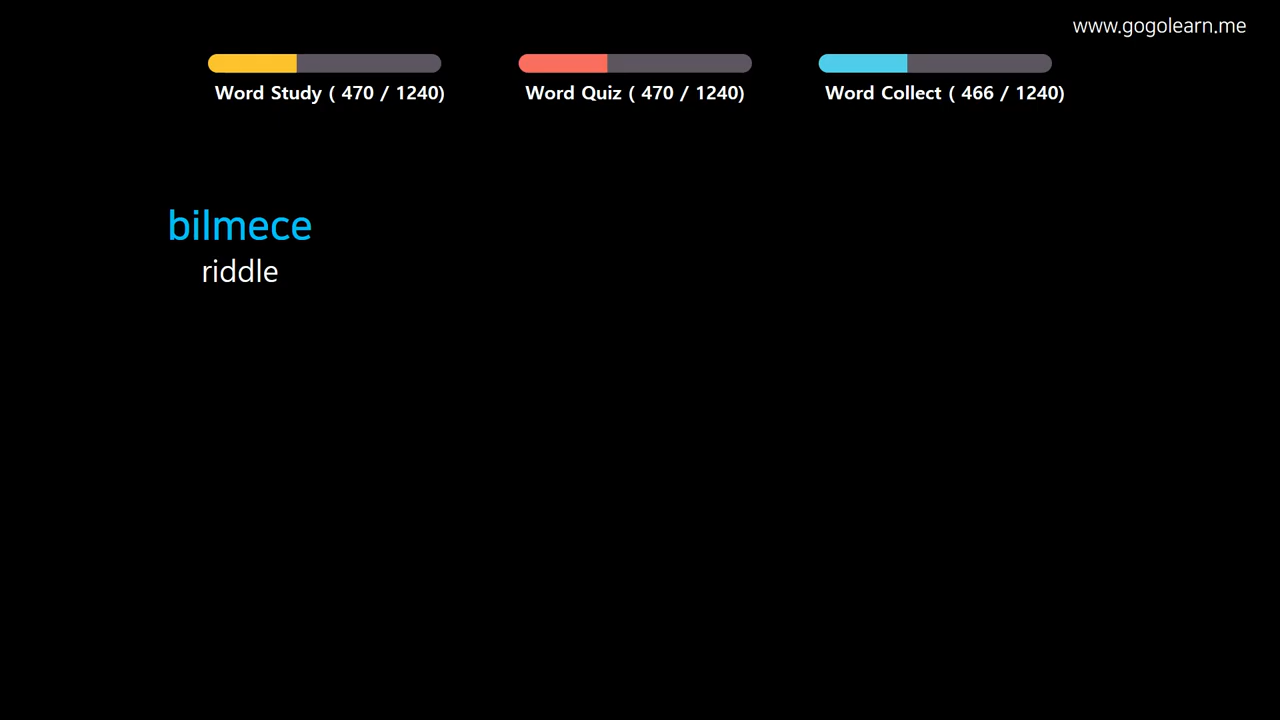 www.gogolearn.me
Word Study ( 470 / 1240)
Word Quiz ( 470 / 1240)
Word Collect ( 466 / 1240)
bilmece
riddle